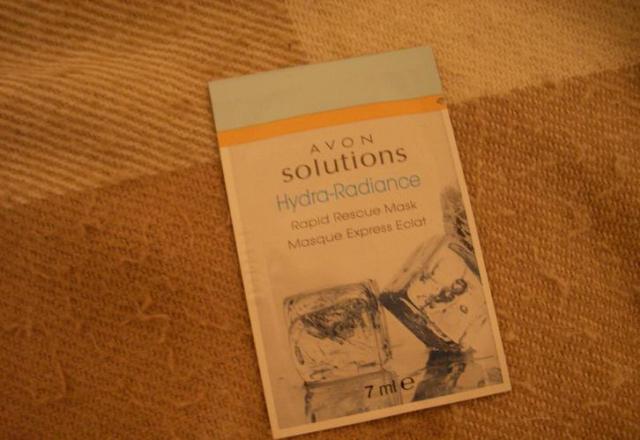 AVON
solutions
Hydra-Radiance
Rapid Rescue Mask
Masque Express Eclat
7 ml e